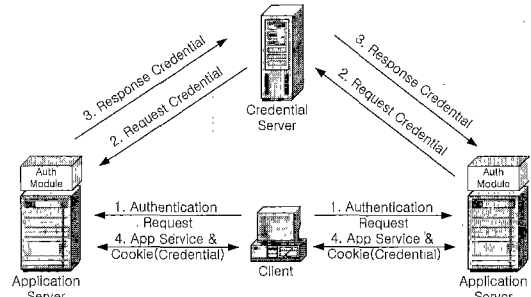 3. Response Credential
2. Request Credential
3. Response Credential
2. Request Credential
Credential
Server
Auth
Module
Auth
Module
1. Authentication
Request
4. App Service &
Cookie(Credential)
1. Authentication
Request
4. App Service &
Cookie(Credential)
Client
Application
Server
Application
Server